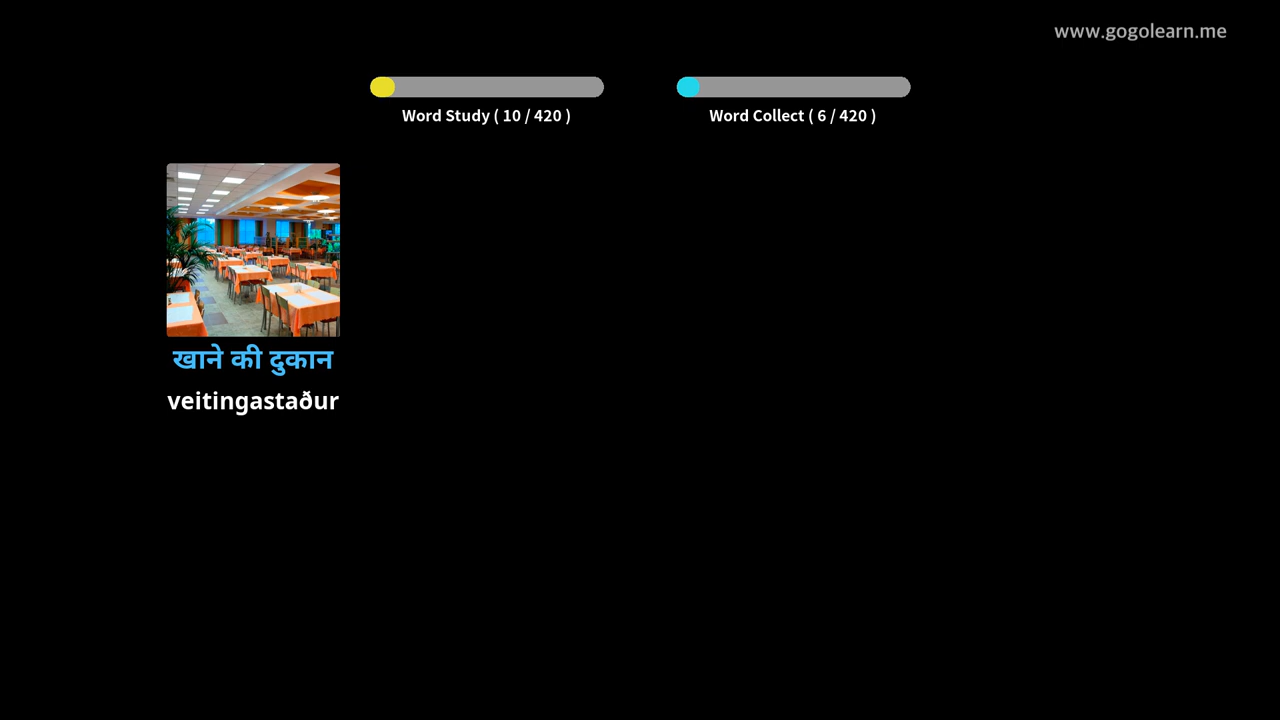 www.gogolearn.me
Word Study ( 10 / 420 )
Word Collect ( 6 / 420 )
खाने की दुकान
veitingastaður